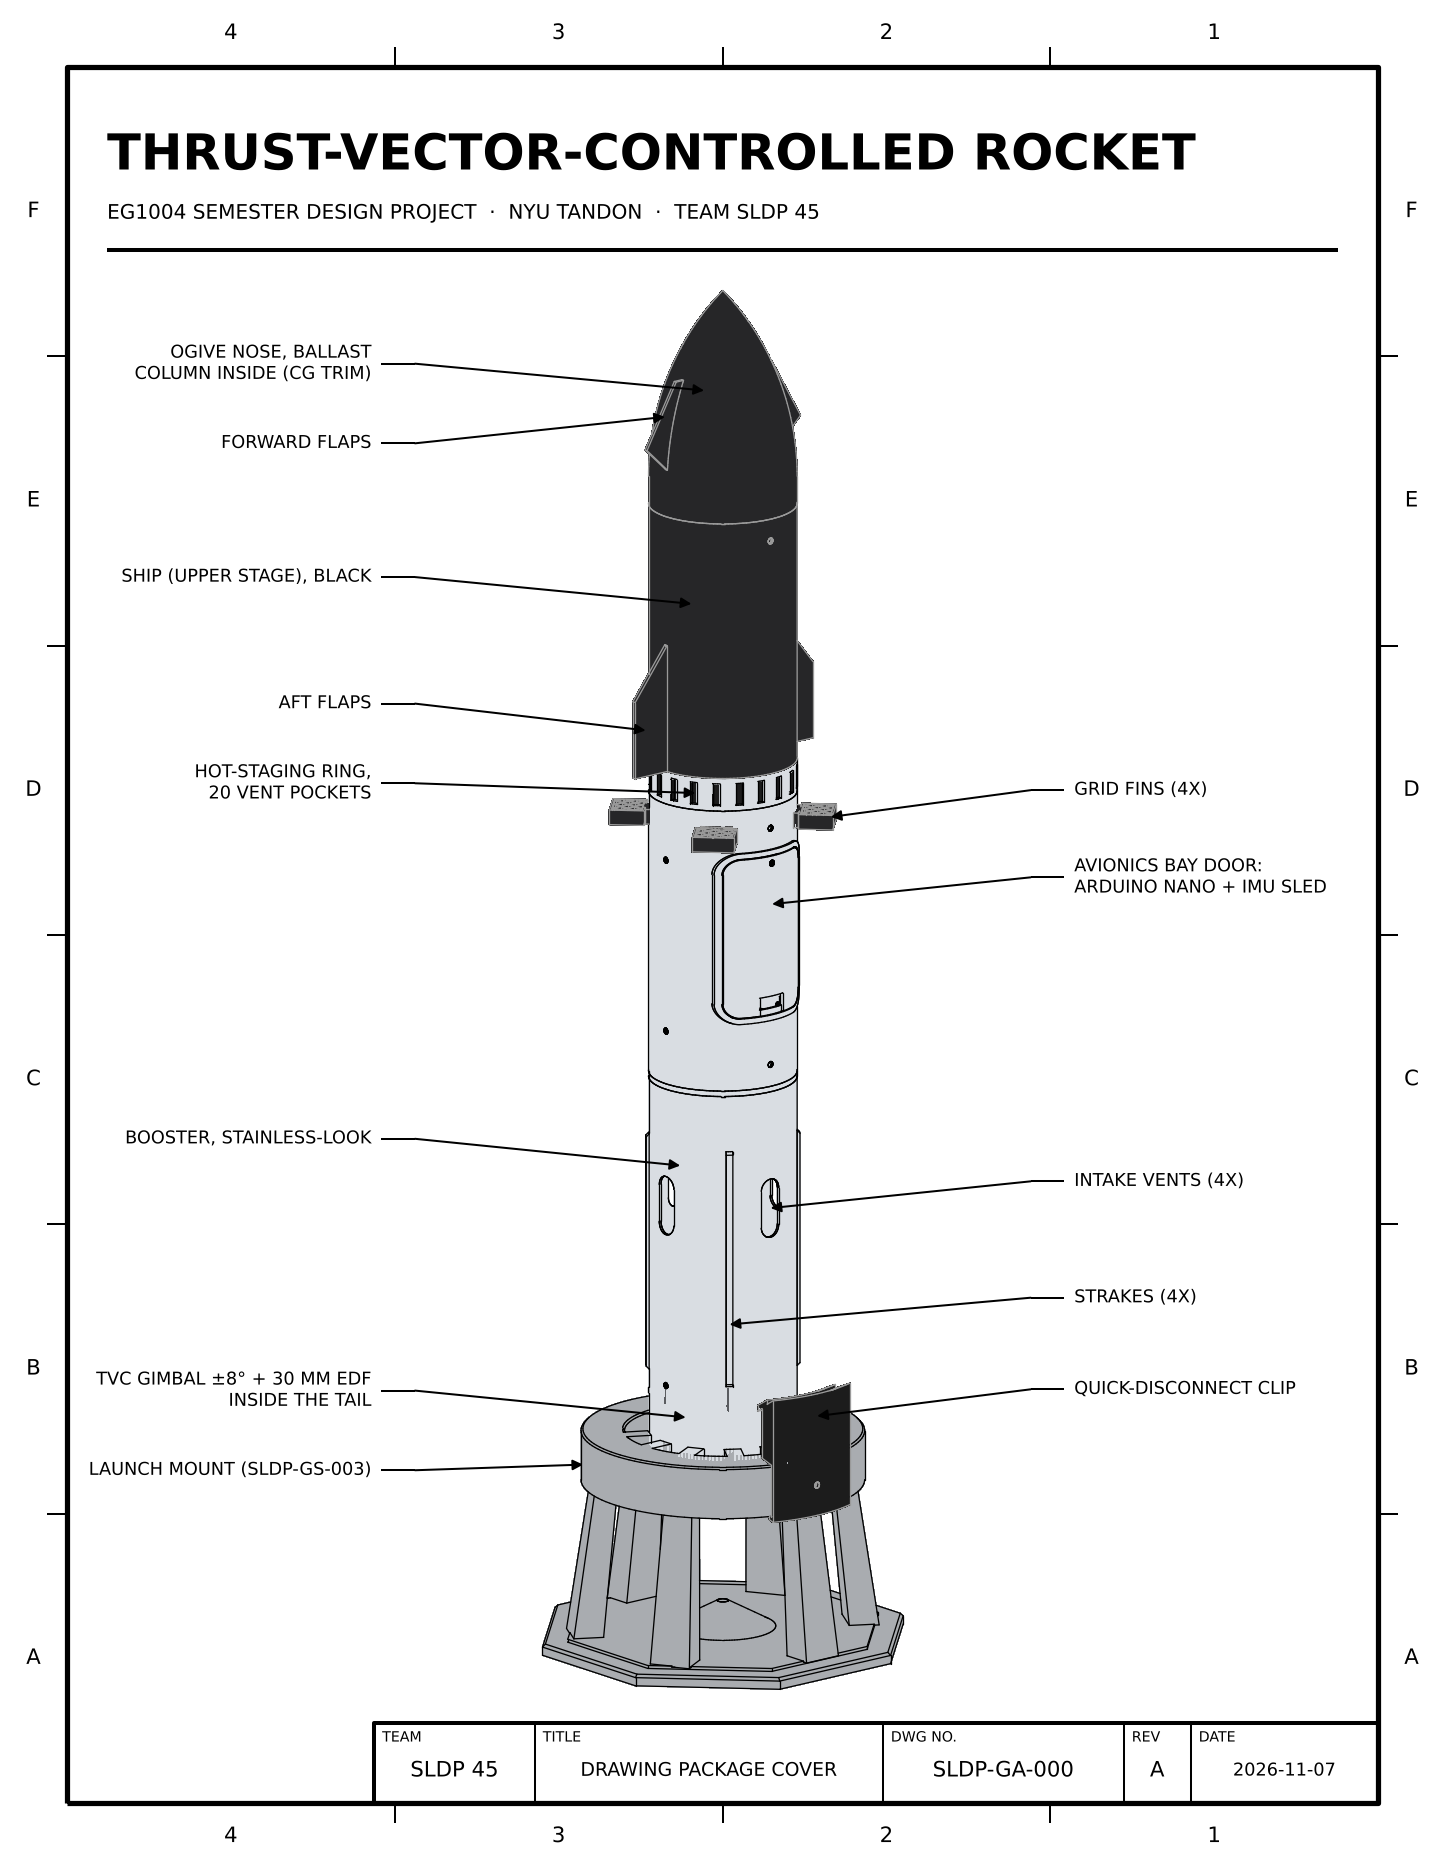 4 3 2 1
THRUST-VECTOR-CONTROLLED ROCKET
F F
EG1004 SEMESTER DESIGN PROJECT · NYU TANDON · TEAM SLDP 45
OGIVE NOSE, BALLAST
COLUMN INSIDE (CG TRIM)
FORWARD FLAPS
E E
SHIP (UPPER STAGE), BLACK
AFT FLAPS
HOT-STAGING RING,
20 VENT POCKETS
D D
GRID FINS (4X)
AVIONICS BAY DOOR:
ARDUINO NANO + IMU SLED
C C
BOOSTER, STAINLESS-LOOK
INTAKE VENTS (4X)
STRAKES (4X)
B B
TVC GIMBAL ±8° + 30 MM EDF
INSIDE THE TAIL
QUICK-DISCONNECT CLIP
LAUNCH MOUNT (SLDP-GS-003)
A A
TEAM TITLE DWG NO. REV DATE
SLDP 45 DRAWING PACKAGE COVER SLDP-GA-000 A 2026-11-07
4 3 2 1